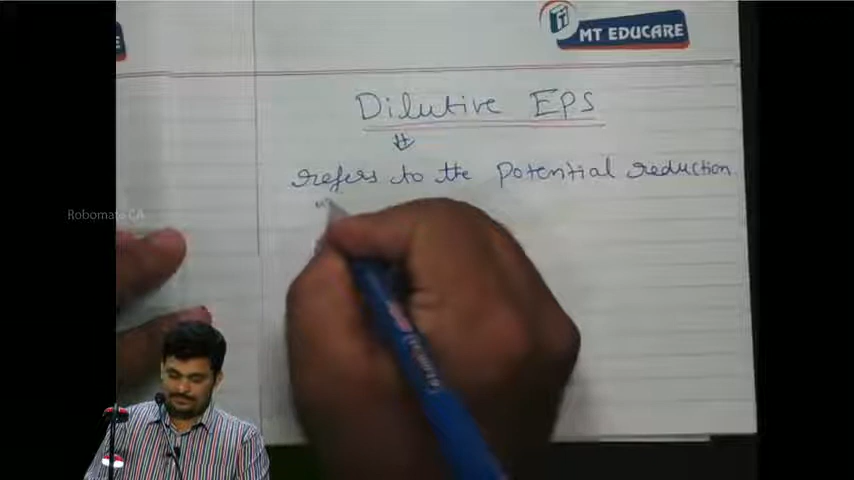 MT EDUCARE
Dilutive EPS
refers to the Potential reduction
Robomate CA